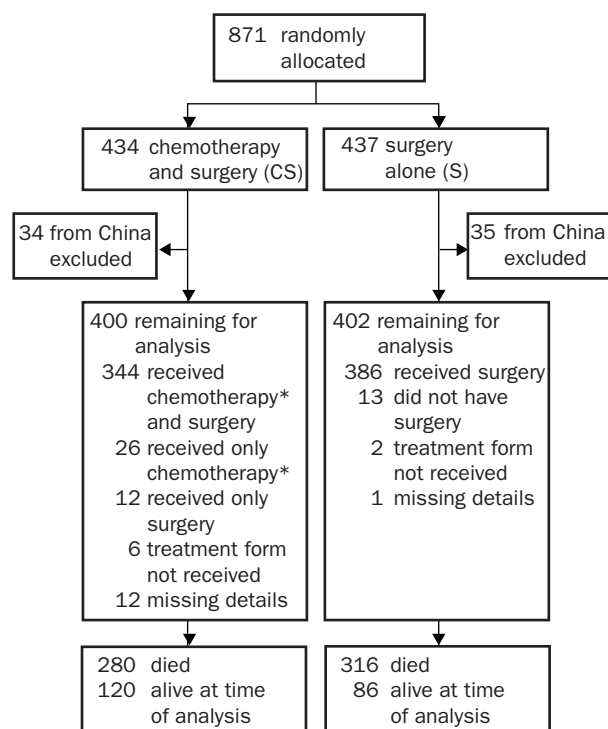 871 randomly
allocated
434 chemotherapy
and surgery (CS)
437 surgery
alone (S)
34 from China
excluded
35 from China
excluded
400 remaining for
analysis
344 received
chemotherapy*
and surgery
26 received only
chemotherapy*
12 received only
surgery
6 treatment form
not received
12 missing details
402 remaining for
analysis
386 received surgery
13 did not have
surgery
2 treatment form
not received
1 missing details
280 died
120 alive at time
of analysis
316 died
86 alive at time
of analysis